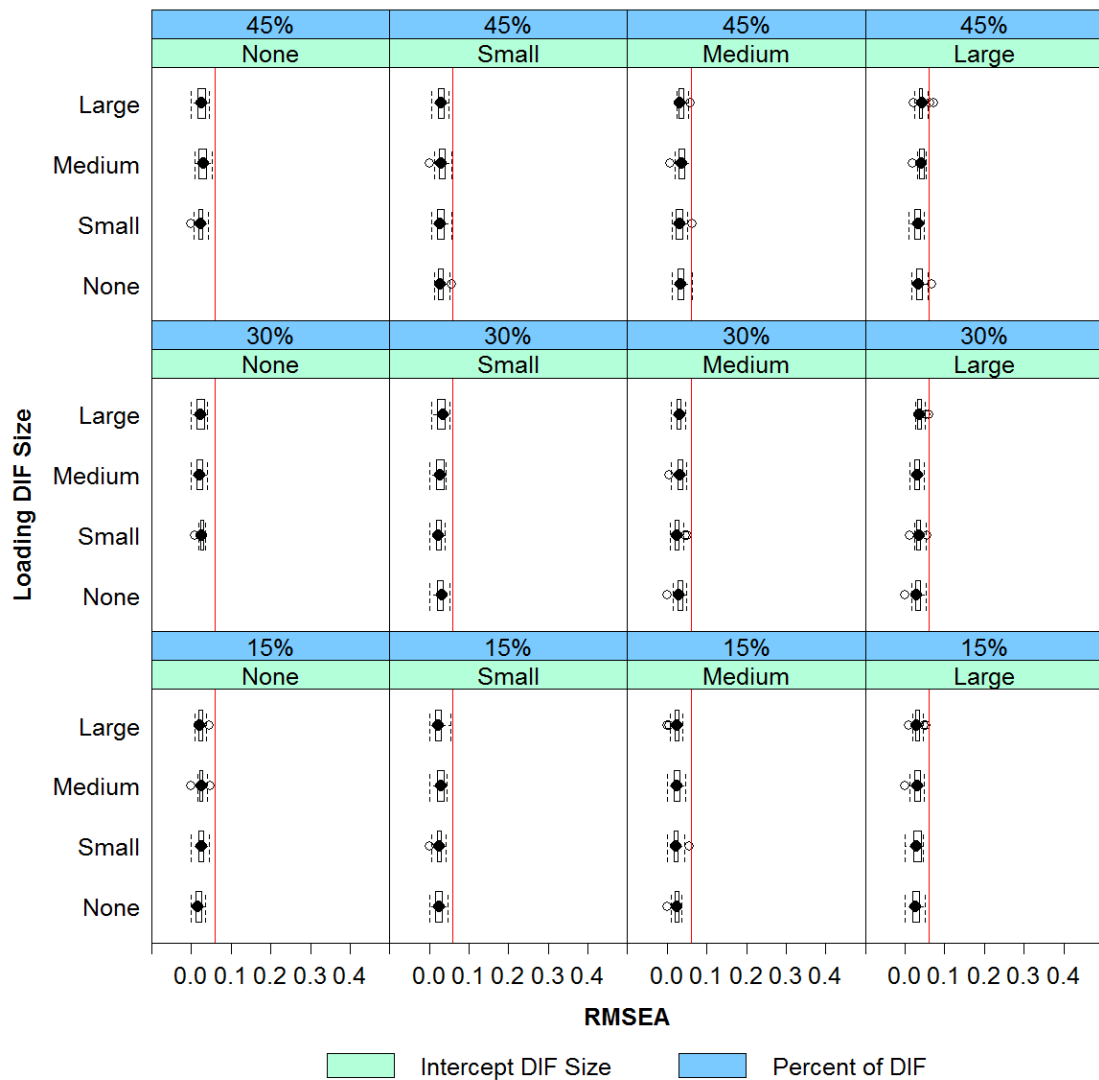 45% 45% 45% 45%
None Small Medium Large
Large
Medium
Small
None
30% 30% 30% 30%
None Small Medium Large
Large
Medium
Small
None
Loading DIF Size
15% 15% 15% 15%
None Small Medium Large
Large
Medium
Small
None
0.0 0.1 0.2 0.3 0.4 0.0 0.1 0.2 0.3 0.4 0.0 0.1 0.2 0.3 0.4 0.0 0.1 0.2 0.3 0.4
RMSEA
Intercept DIF Size Percent of DIF